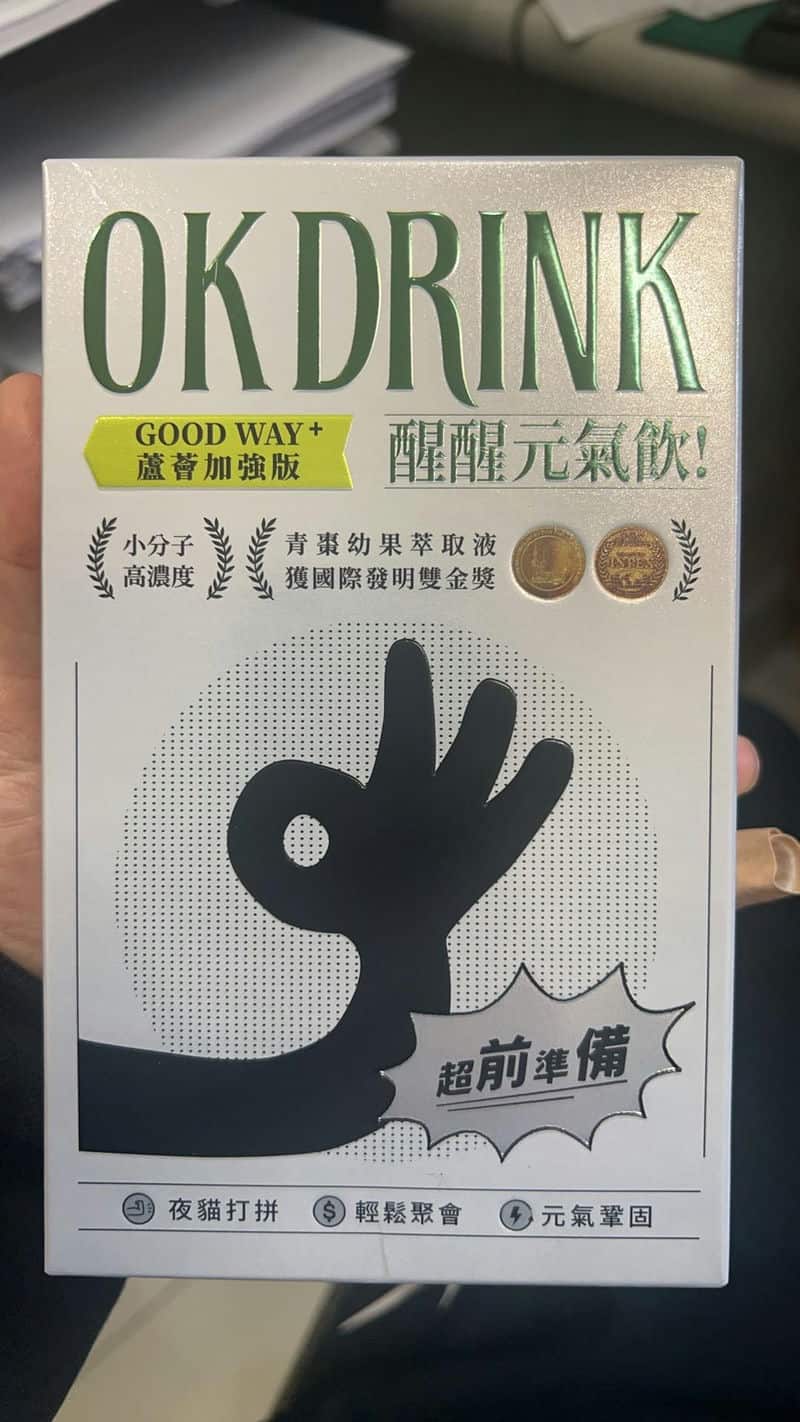 OK DRINK
GOOD WAY+
蘆薈加強版
醒醒元氣飲!
小分子
高濃度
青棗幼果萃取液
獲國際發明雙金獎
超前準備
夜貓打拼
$ 輕鬆聚會
元氣鞏固